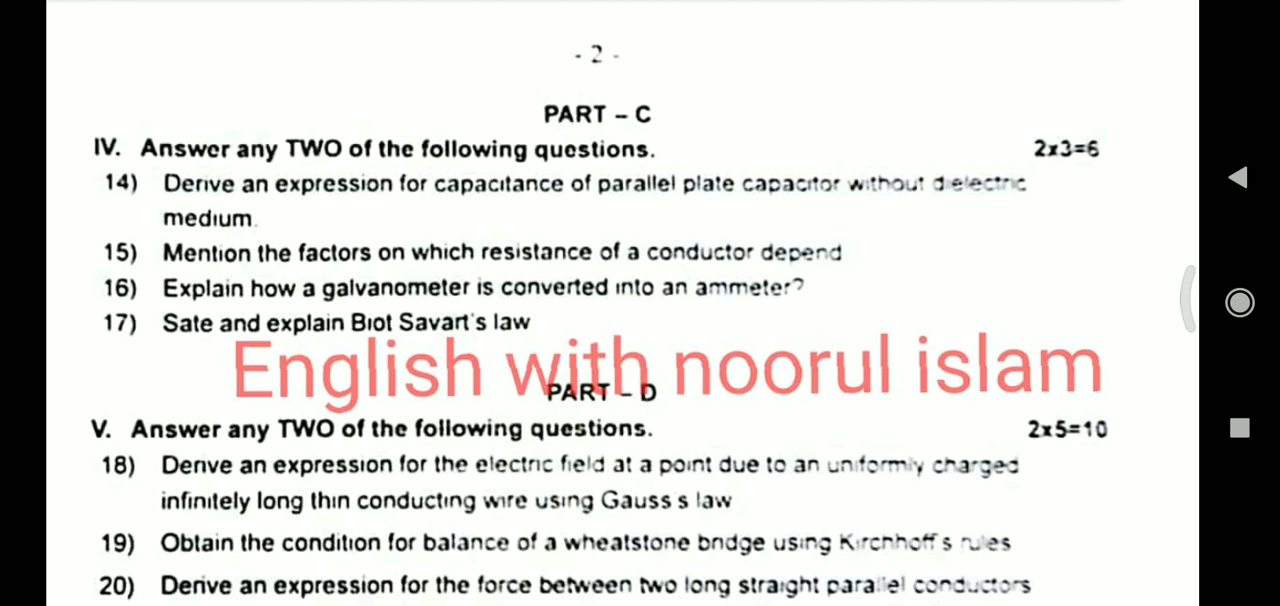 - 2 -
PART – C
IV. Answer any TWO of the following questions. 2x3=6
14) Derive an expression for capacitance of parallel plate capacitor without dielectric
medium.
15) Mention the factors on which resistance of a conductor depend
16) Explain how a galvanometer is converted into an ammeter?
17) Sate and explain Biot Savart's law
English with noorul islam
PART – D
V. Answer any TWO of the following questions. 2x5=10
18) Derive an expression for the electric field at a point due to an uniformly charged
infinitely long thin conducting wire using Gauss s law
19) Obtain the condition for balance of a wheatstone bridge using Kirchhoff s rules
20) Derive an expression for the force between two long straight parallel conductors